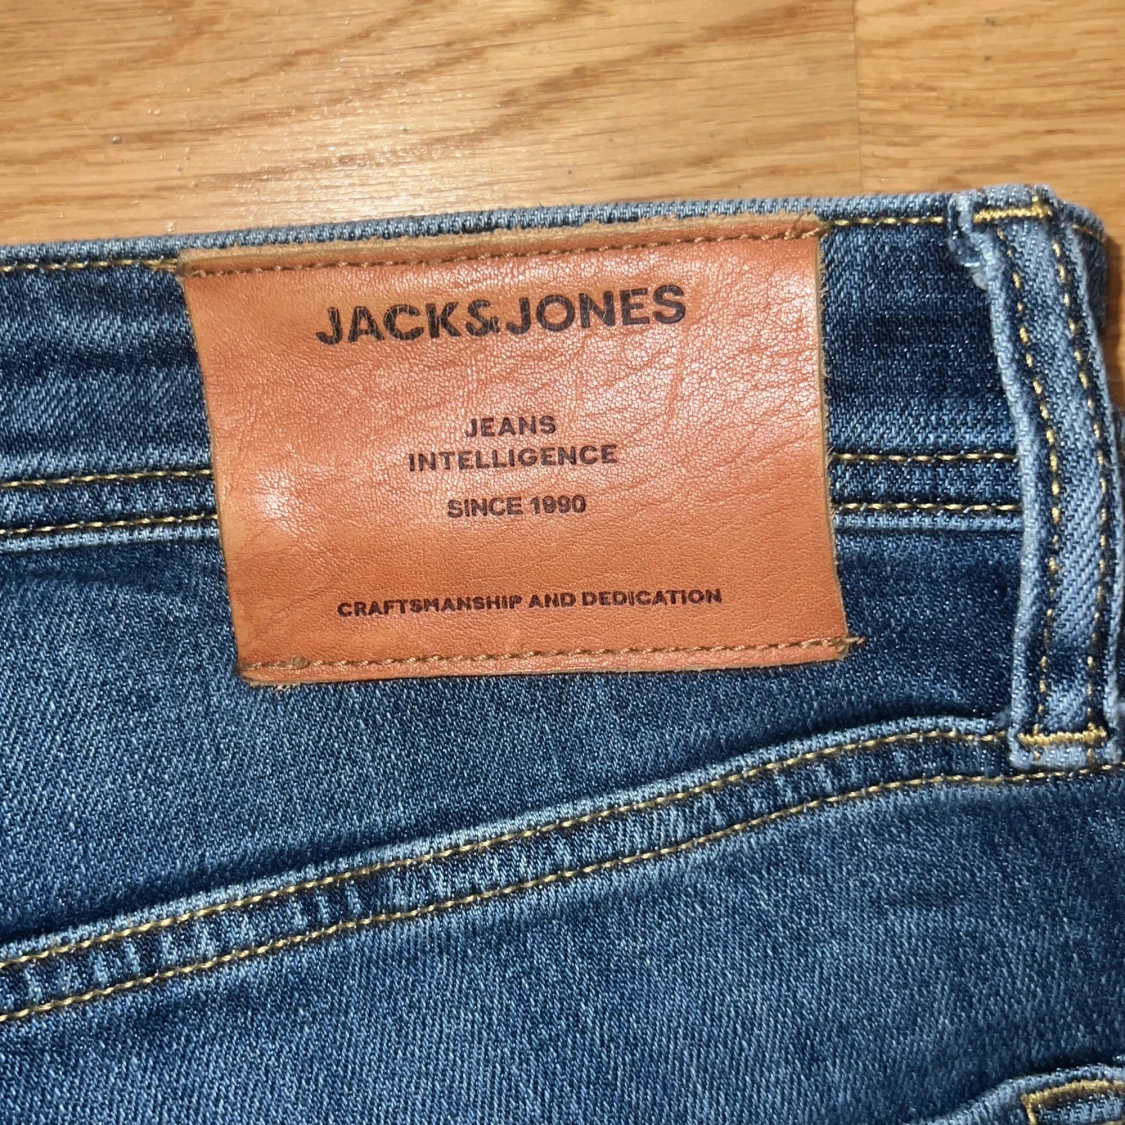 JACK&JONES
JEANS
INTELLIGENCE
SINCE 1990
CRAFTSMANSHIP AND DEDICATION